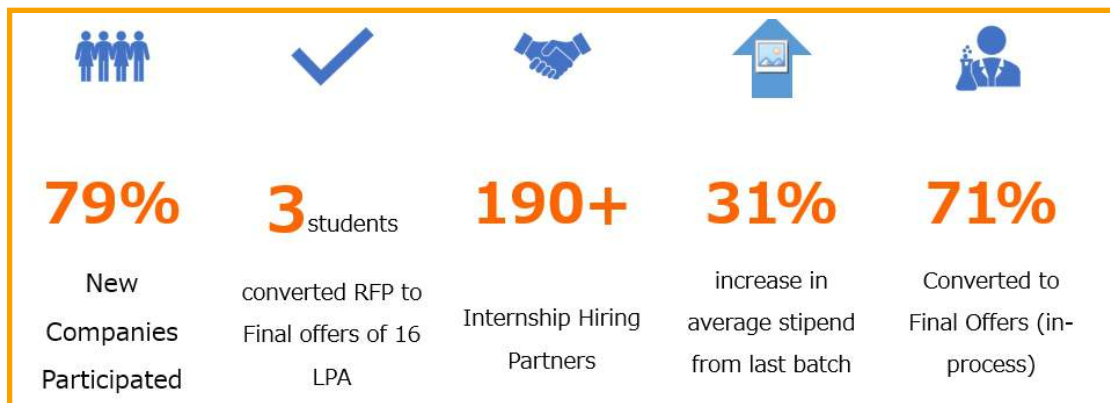 79%
New
Companies
Participated
3 students
converted RFP to
Final offers of 16
LPA
190+
Internship Hiring
Partners
31%
increase in
average stipend
from last batch
71%
Converted to
Final Offers (in-
process)